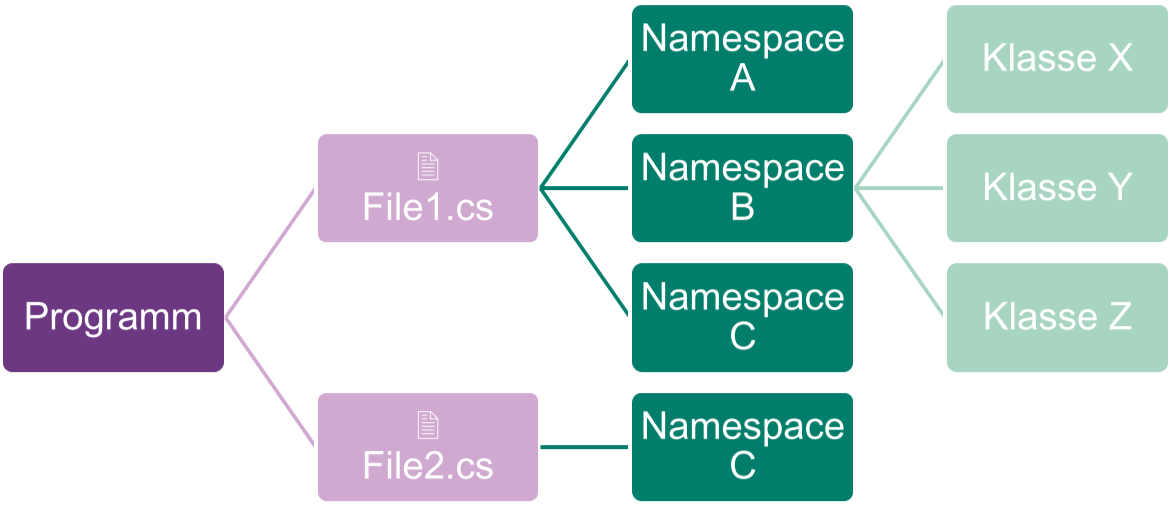 Programm
File1.cs
File2.cs
Namespace
A
Namespace
B
Namespace
C
Namespace
C
Klasse X
Klasse Y
Klasse Z